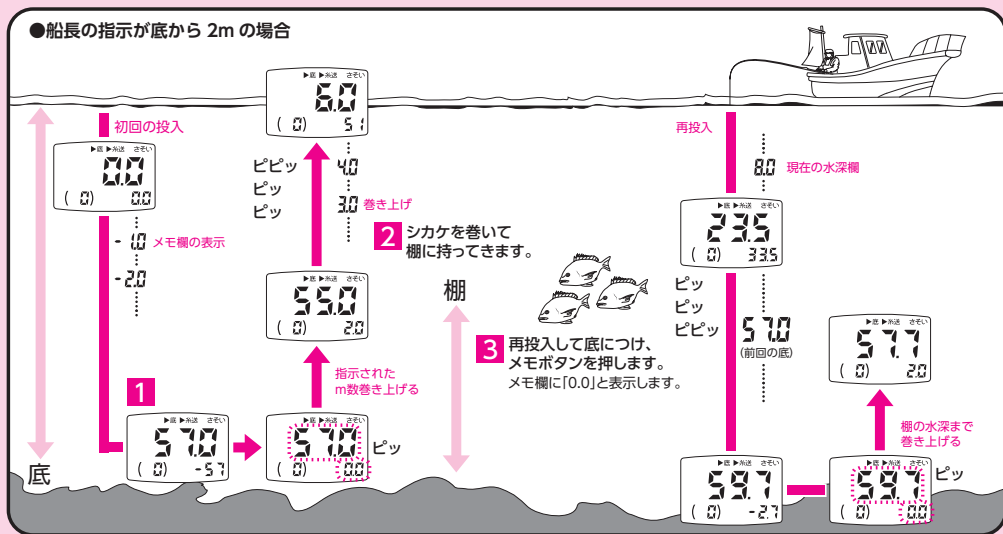 ●船長の指示が底から 2m の場合
初回の投入
▶底 ▶糸送 さそい
0.0
( 0) 0.0
- 1.0 メモ欄の表示
-2.0
底
1
▶底 ▶糸送 さそい
57.0
( 0) -57
▶底 ▶糸送 さそい
57.0
( 0) 0.0
ピッ
指示された
m数巻き上げる
▶底 ▶糸送 さそい
55.0
( 0) 2.0
▶底 ▶糸送 さそい
6.0
( 0) 51
ピピッ
ピッ
ピッ
4.0
3.0 巻き上げ
2 シカケを巻いて
棚に持ってきます。
棚
3 再投入して底につけ、
メモボタンを押します。
メモ欄に「0.0」と表示します。
再投入
8.0 現在の水深欄
▶底 ▶糸送 さそい
23.5
( 0) 33.5
ピッ
ピッ
ピピッ
57.0
(前回の底)
▶底 ▶糸送 さそい
59.7
( 0) -2.7
▶底 ▶糸送 さそい
59.7
( 0) 0.0
ピッ
棚の水深まで
巻き上げる
▶底 ▶糸送 さそい
57.7
( 0) 2.0